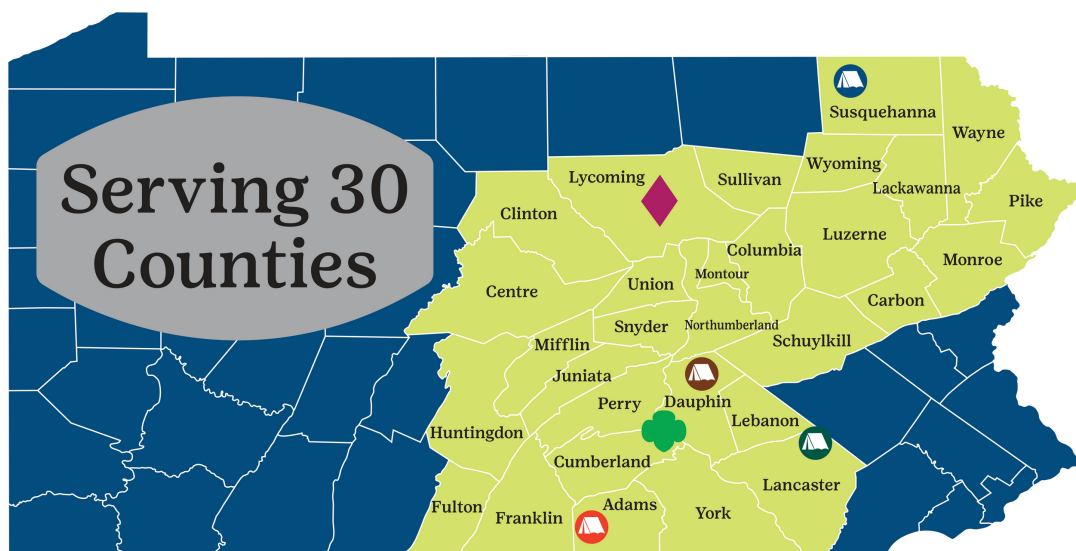 Serving 30
Counties
Susquehanna
Wayne
Wyoming
Lycoming
Sullivan
Lackawanna
Pike
Clinton
Luzerne
Columbia
Monroe
Montour
Union
Centre
Carbon
Northumberland
Snyder
Schuylkill
Mifflin
Juniata
Perry
Dauphin
Lebanon
Huntingdon
Cumberland
Lancaster
Adams
Fulton
York
Franklin